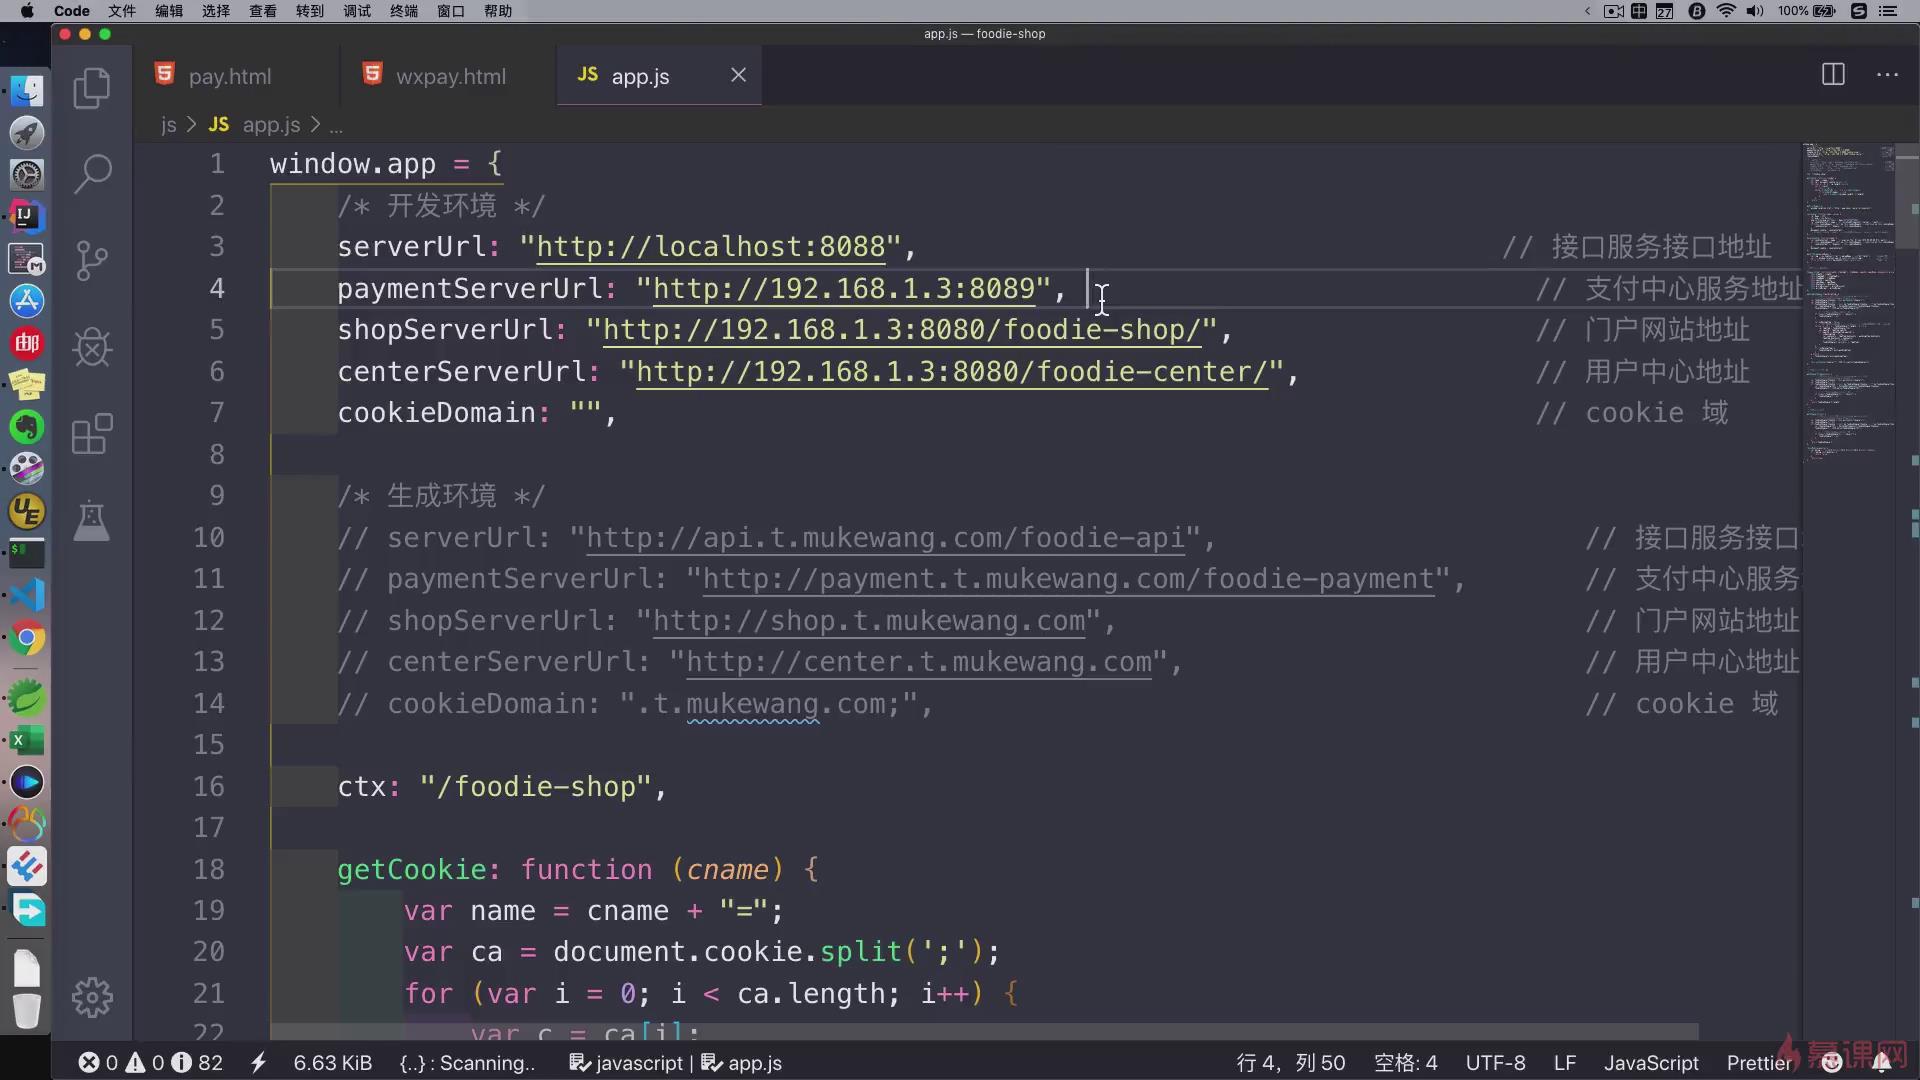 Code 文件 编辑 选择 查看 转到 调试 终端 窗口 帮助
27 100%
app.js — foodie-shop
pay.html wxpay.html JS app.js
js > JS app.js > ...
1 window.app = {
2 /* 开发环境 */
3 serverUrl: "http://localhost:8088", // 接口服务接口地址
4 paymentServerUrl: "http://192.168.1.3:8089", // 支付中心服务地址
5 shopServerUrl: "http://192.168.1.3:8080/foodie-shop/", // 门户网站地址
6 centerServerUrl: "http://192.168.1.3:8080/foodie-center/", // 用户中心地址
7 cookieDomain: "", // cookie 域
8
9 /* 生成环境 */
10 // serverUrl: "http://api.t.mukewang.com/foodie-api", // 接口服务接口
11 // paymentServerUrl: "http://payment.t.mukewang.com/foodie-payment", // 支付中心服务
12 // shopServerUrl: "http://shop.t.mukewang.com", // 门户网站地址
13 // centerServerUrl: "http://center.t.mukewang.com", // 用户中心地址
14 // cookieDomain: ".t.mukewang.com;", // cookie 域
15
16 ctx: "/foodie-shop",
17
18 getCookie: function (cname) {
19 var name = cname + "=";
20 var ca = document.cookie.split(';');
21 for (var i = 0; i < ca.length; i++) {
22 var c = ca[i];
0 0 82 6.63 KiB {..} : Scanning.. javascript | app.js 行 4，列 50 空格: 4 UTF-8 LF JavaScript Prettier
慕课网